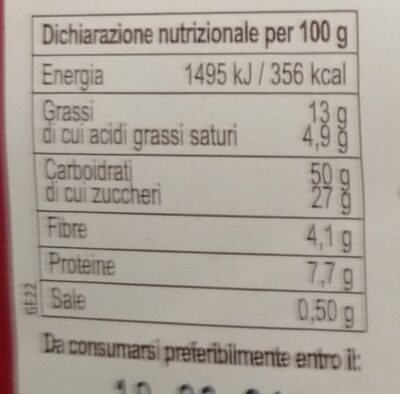 Dichiarazione nutrizionale per 100 g
Energia 1495 kJ / 356 kcal
Grassi 13 g
di cui acidi grassi saturi 4,9 g
Carboidrati 50 g
di cui zuccheri 27 g
Fibre 4,1 g
Proteine 7,7 g
Sale 0,50 g
GE22
Da consumarsi preferibilmente entro il: